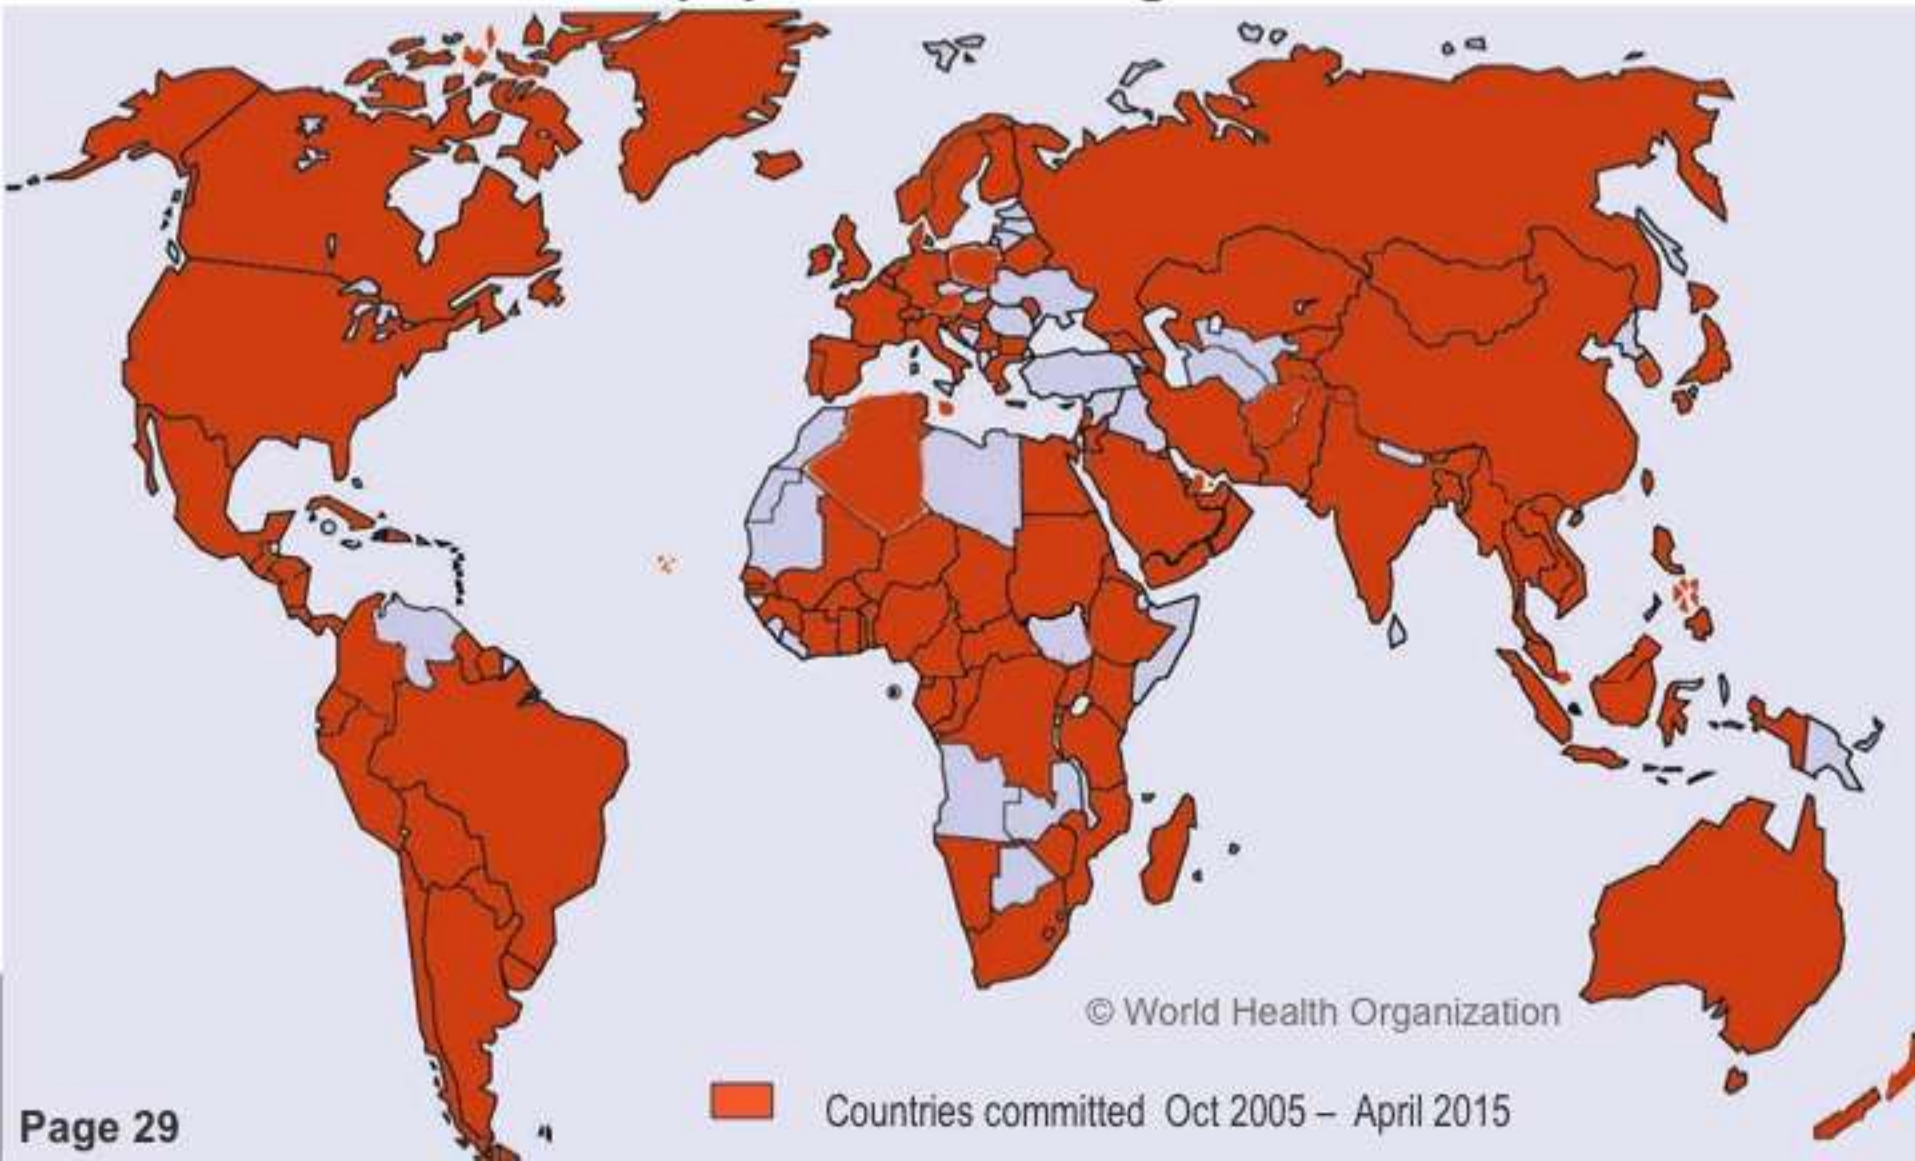 © World Health Organization
Countries committed Oct 2005 – April 2015
Page 29